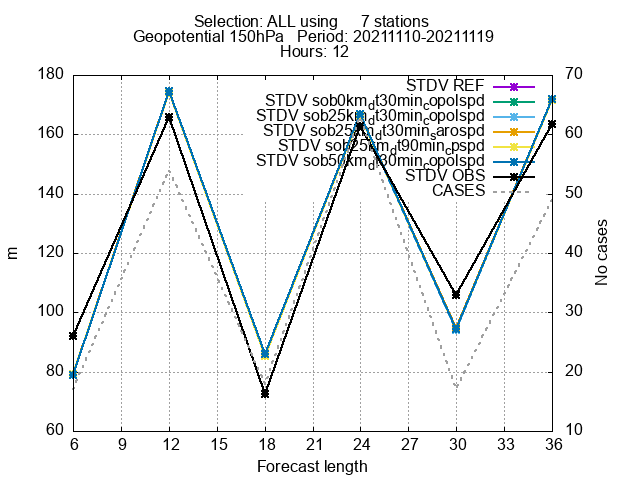 Selection: ALL using 7 stations
Geopotential 150hPa Period: 20211110-20211119
Hours: 12
180
160
140
120
100
80
60
70
60
50
40
30
20
10
STDV REF
STDV sob0km_dt30min_copolspd
STDV sob25km_dt30min_copolspd
STDV sob25km_dt30min_sarospd
STDV sob25km_dt90min_cpspd
STDV sob50km_dt30min_copolspd
STDV OBS
CASES
m
No cases
6 9 12 15 18 21 24 27 30 33 36
Forecast length